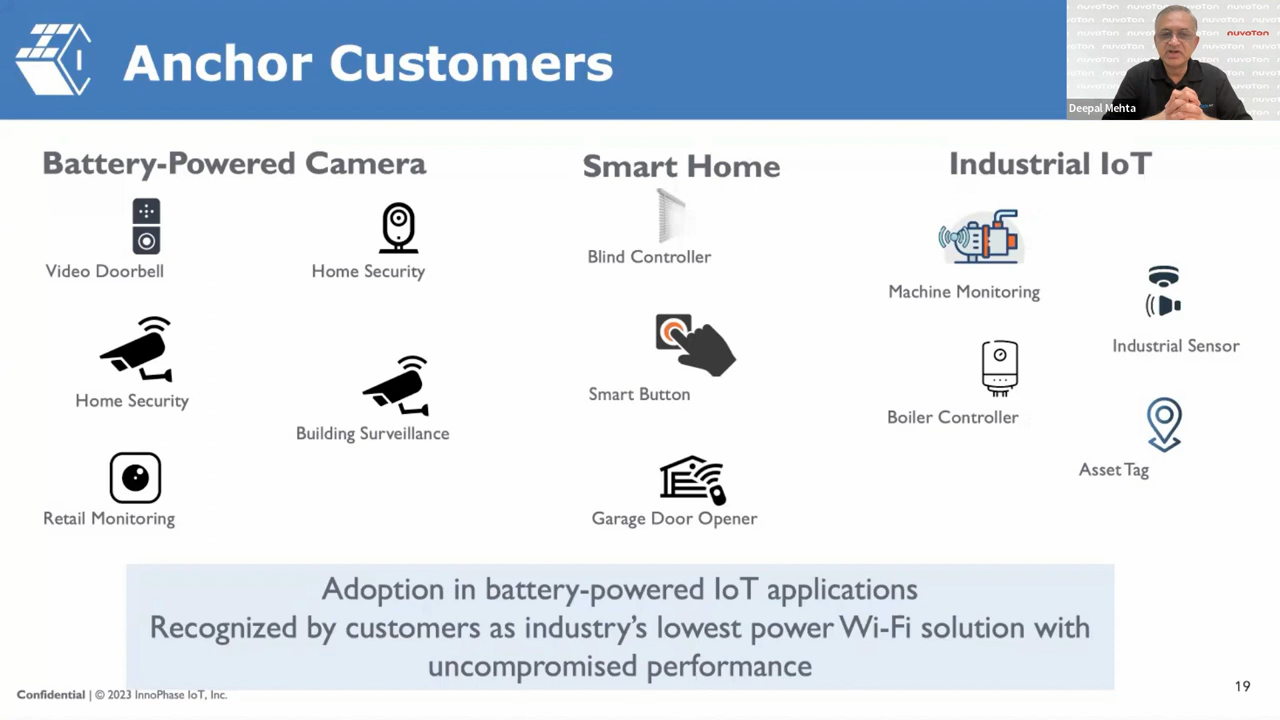 Anchor Customers
nuvoTon
Deepal Mehta
Battery-Powered Camera
Video Doorbell
Home Security
Home Security
Building Surveillance
Retail Monitoring
Smart Home
Blind Controller
Smart Button
Garage Door Opener
Industrial IoT
Machine Monitoring
Industrial Sensor
Boiler Controller
Asset Tag
Adoption in battery-powered IoT applications
Recognized by customers as industry's lowest power Wi-Fi solution with
uncompromised performance
Confidential | © 2023 InnoPhase IoT, Inc.
19